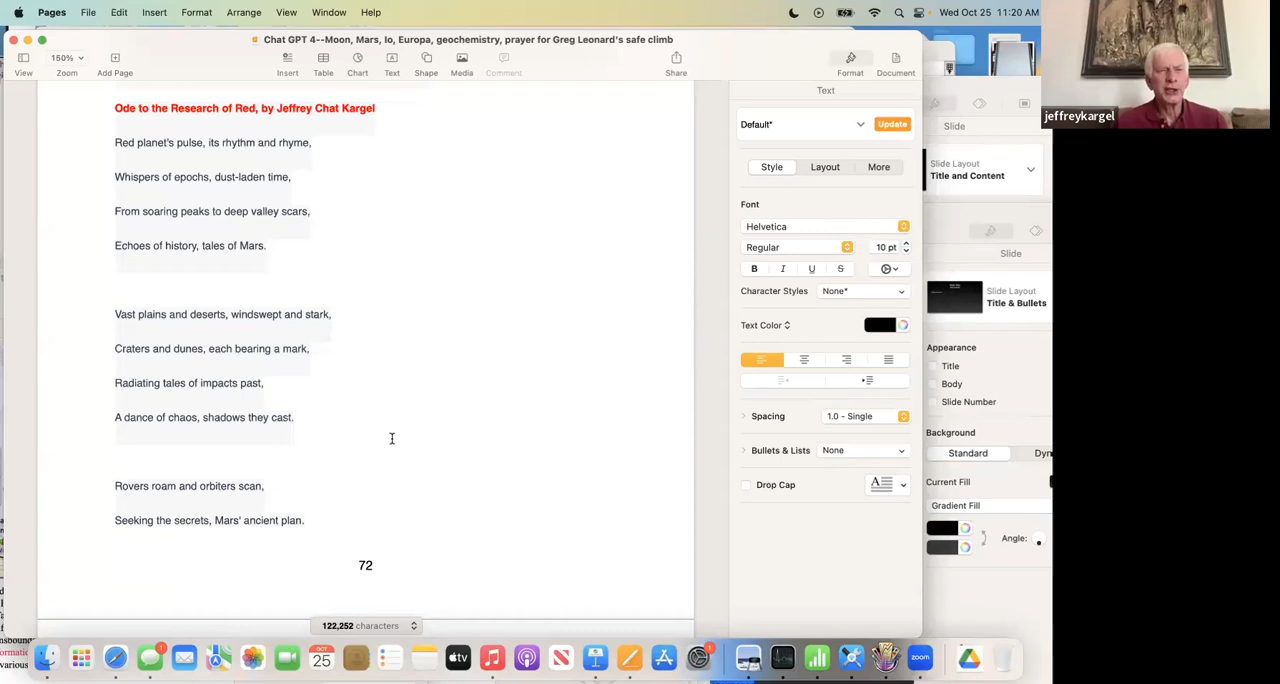 Pages File Edit Insert Format Arrange View Window Help Wed Oct 25 11:20 AM
Chat GPT 4--Moon, Mars, Io, Europa, geochemistry, prayer for Greg Leonard's safe climb
150%
View Zoom Add Page Insert Table Chart Text Shape Media Comment Share Format Document
jeffreykargel
Ode to the Research of Red, by Jeffrey Chat Kargel
Red planet's pulse, its rhythm and rhyme,
Whispers of epochs, dust-laden time,
From soaring peaks to deep valley scars,
Echoes of history, tales of Mars.
Vast plains and deserts, windswept and stark,
Craters and dunes, each bearing a mark,
Radiating tales of impacts past,
A dance of chaos, shadows they cast.
Rovers roam and orbiters scan,
Seeking the secrets, Mars' ancient plan.
72
122,252 characters
Text
Default*
Update
Style Layout More
Font
Helvetica
Regular 10 pt
B I U S
Character Styles None*
Text Color
Spacing 1.0 - Single
Bullets & Lists None
Drop Cap
A
Slide
Slide Layout
Title and Content
Slide
Slide Layout
Title & Bullets
Appearance
Title
Body
Slide Number
Background
Standard Dyn
Current Fill
Gradient Fill
Angle:
OCT
25
1
tv
1
zoom